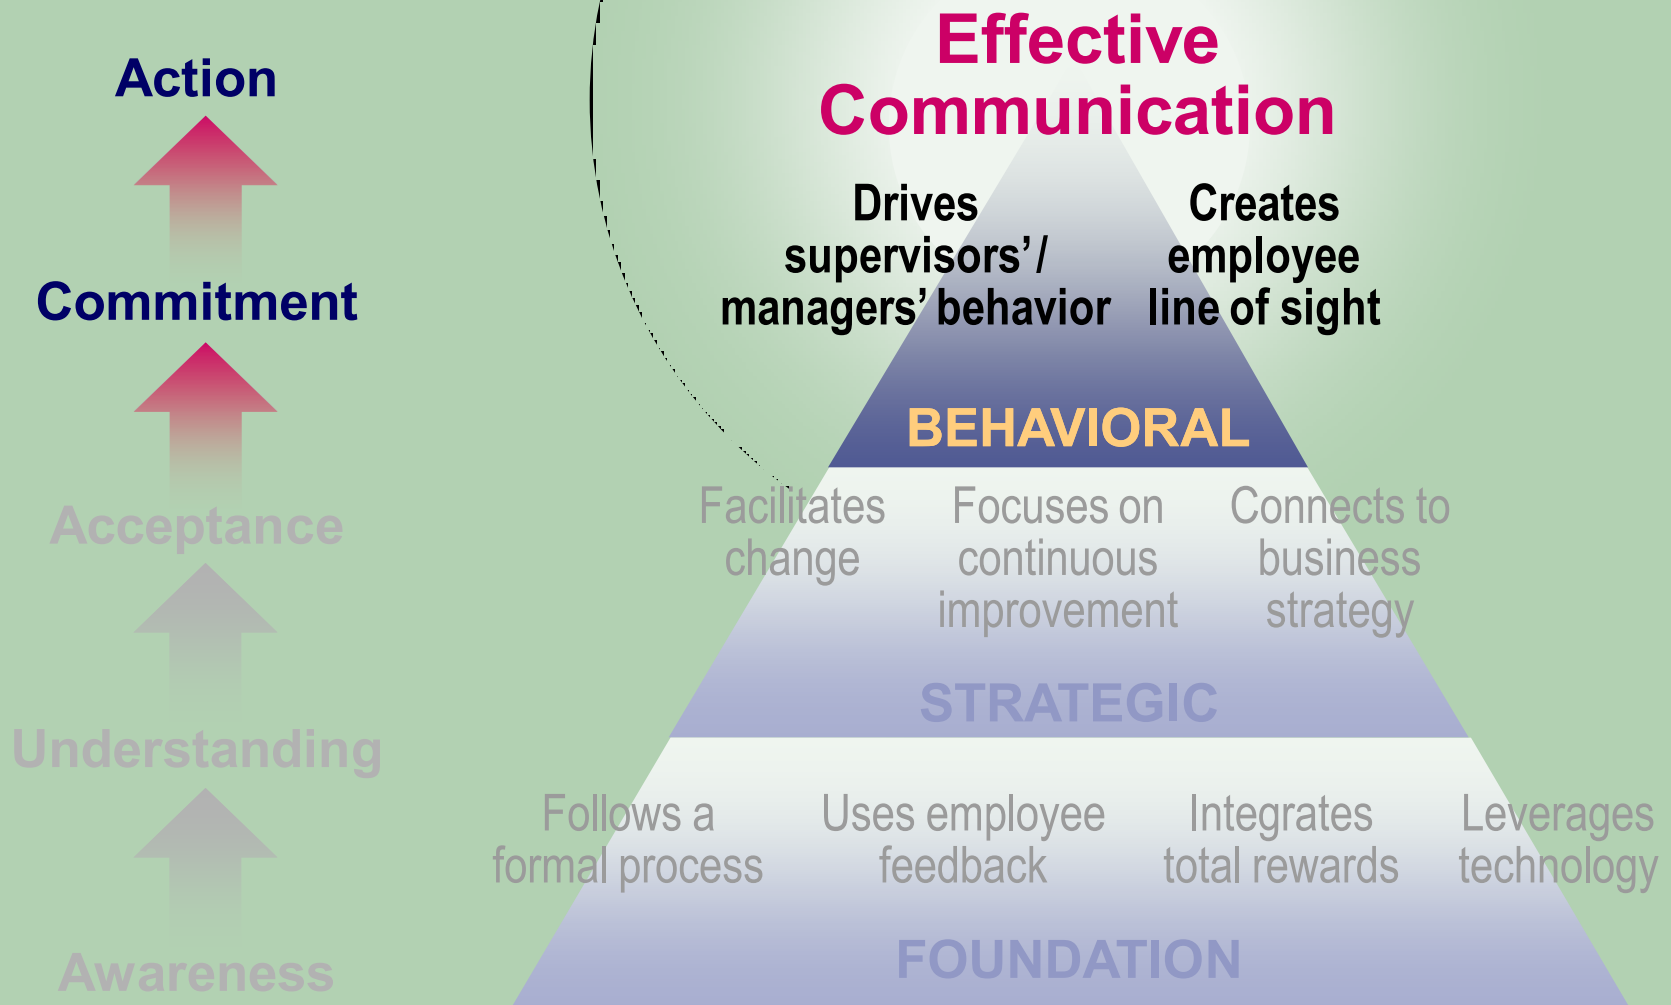 Effective
Communication
Action
Commitment
Acceptance
Understanding
Awareness
Drives
supervisors’/
managers’ behavior
Creates
employee
line of sight
BEHAVIORAL
Facilitates
change
Focuses on
continuous
improvement
Connects to
business
strategy
STRATEGIC
Follows a
formal process
Uses employee
feedback
Integrates
total rewards
Leverages
technology
FOUNDATION